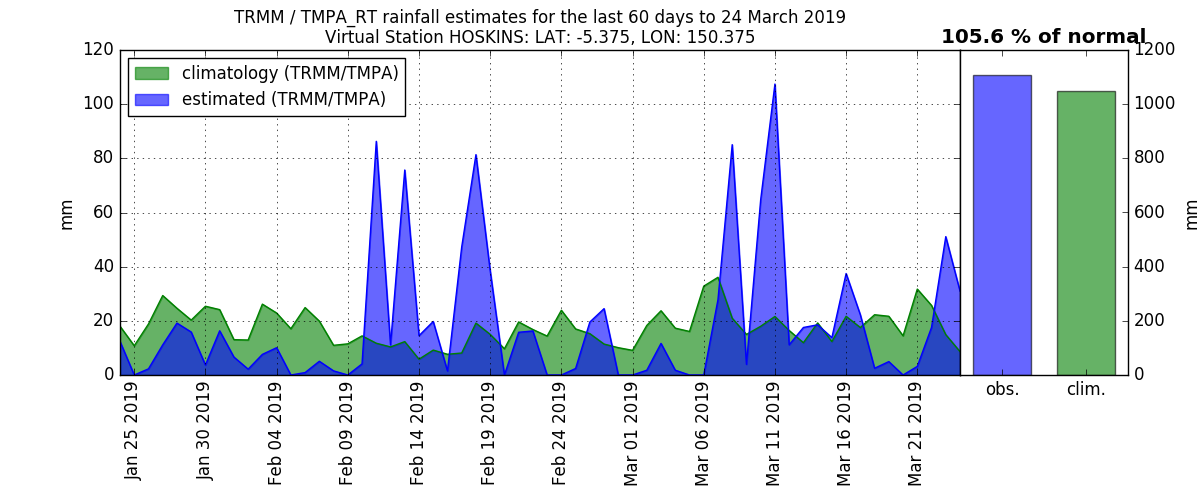 TRMM / TMPA_RT rainfall estimates for the last 60 days to 24 March 2019
Virtual Station HOSKINS: LAT: -5.375, LON: 150.375
105.6 % of normal
climatology (TRMM/TMPA)
estimated (TRMM/TMPA)
120
100
80
60
40
20
0
mm
1200
1000
800
600
400
200
0
mm
Jan 25 2019
Jan 30 2019
Feb 04 2019
Feb 09 2019
Feb 14 2019
Feb 19 2019
Feb 24 2019
Mar 01 2019
Mar 06 2019
Mar 11 2019
Mar 16 2019
Mar 21 2019
obs.
clim.